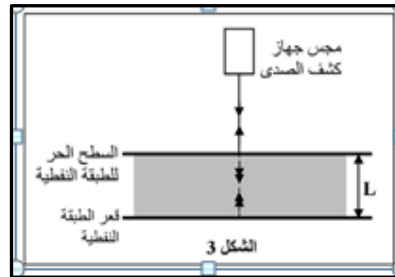 مجس جهاز
كشف الصدى
السطح الحر
للطبقة النفطية
L
قعر الطبقة
النفطية
الشكل 3